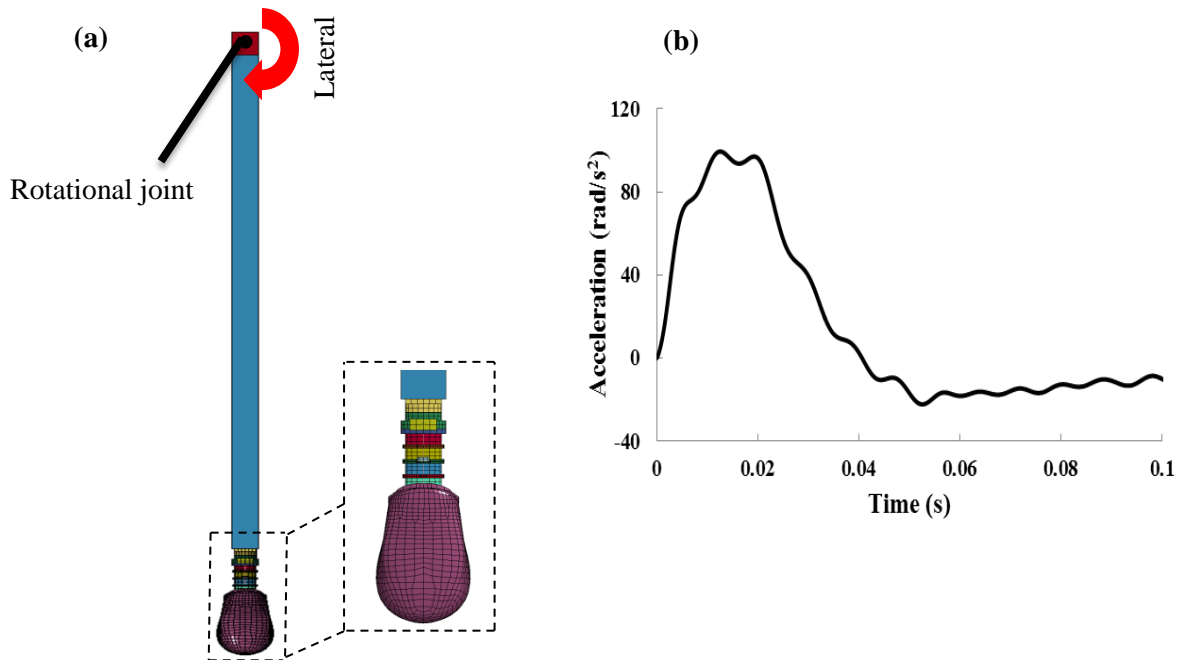 (a)
Lateral
Rotational joint
(b)
Acceleration (rad/s²)
120
80
40
0
-40
0
0.02
0.04
0.06
0.08
0.1
Time (s)